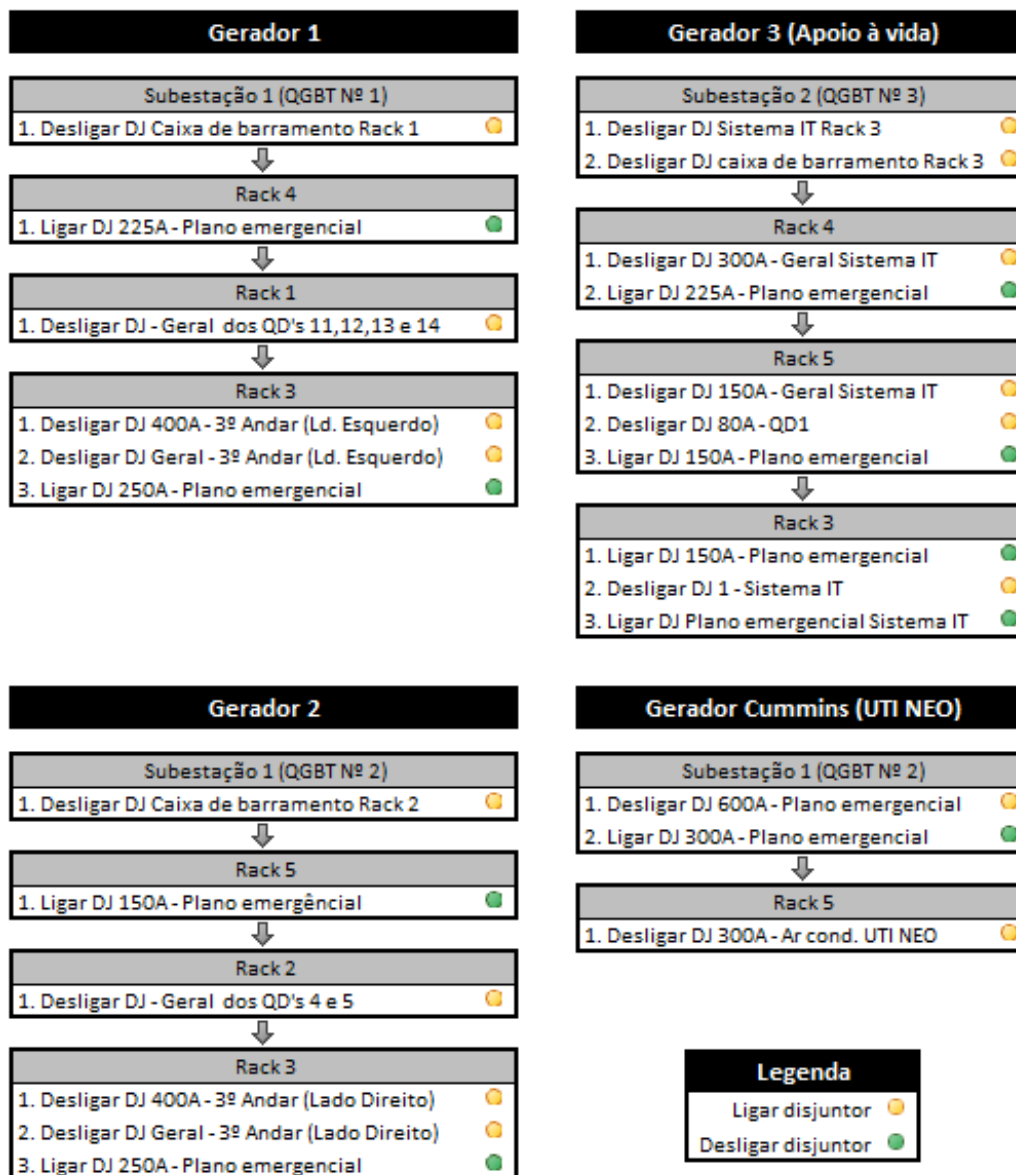 Gerador 1
Subestação 1 (QGBT Nº 1)
1. Desligar DJ Caixa de barramento Rack 1
Rack 4
1. Ligar DJ 225A - Plano emergencial
Rack 1
1. Desligar DJ - Geral dos QD's 11,12,13 e 14
Rack 3
1. Desligar DJ 400A - 3º Andar (Ld. Esquerdo)
2. Desligar DJ Geral - 3º Andar (Ld. Esquerdo)
3. Ligar DJ 250A - Plano emergencial
Gerador 3 (Apoio à vida)
Subestação 2 (QGBT Nº 3)
1. Desligar DJ Sistema IT Rack 3
2. Desligar DJ caixa de barramento Rack 3
Rack 4
1. Desligar DJ 300A - Geral Sistema IT
2. Ligar DJ 225A - Plano emergencial
Rack 5
1. Desligar DJ 150A - Geral Sistema IT
2. Desligar DJ 80A - QD1
3. Ligar DJ 150A - Plano emergencial
Rack 3
1. Ligar DJ 150A - Plano emergencial
2. Desligar DJ 1 - Sistema IT
3. Ligar DJ Plano emergencial Sistema IT
Gerador 2
Subestação 1 (QGBT Nº 2)
1. Desligar DJ Caixa de barramento Rack 2
Rack 5
1. Ligar DJ 150A - Plano emergêncial
Rack 2
1. Desligar DJ - Geral dos QD's 4 e 5
Rack 3
1. Desligar DJ 400A - 3º Andar (Lado Direito)
2. Desligar DJ Geral - 3º Andar (Lado Direito)
3. Ligar DJ 250A - Plano emergencial
Gerador Cummins (UTI NEO)
Subestação 1 (QGBT Nº 2)
1. Desligar DJ 600A - Plano emergencial
2. Ligar DJ 300A - Plano emergencial
Rack 5
1. Desligar DJ 300A - Ar cond. UTI NEO
Legenda
Ligar disjuntor
Desligar disjuntor